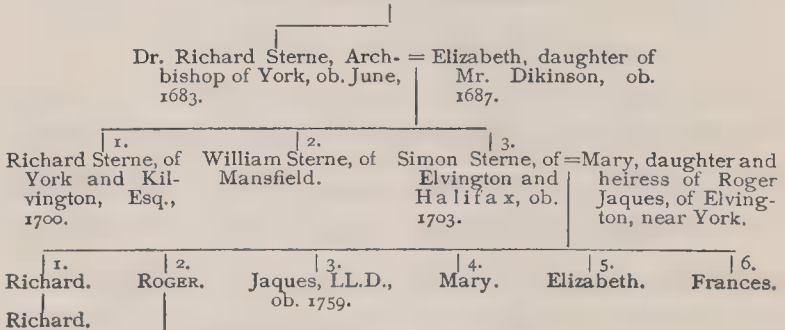 Dr. Richard Sterne, Arch- = Elizabeth, daughter of
bishop of York, ob. June, Mr. Dikinson, ob.
1683. 1687.
1. 2. 3.
Richard Sterne, of William Sterne, of Simon Sterne, of =Mary, daughter and
York and Kil- Mansfield. Elvington and heiress of Roger
vington, Esq., Halifax, ob. Jaques, of Elving-
1700. 1703. ton, near York.
1. 2. 3. 4. 5. 6.
Richard. ROGER. Jaques, LL.D., Mary. Elizabeth. Frances.
ob. 1759.
Richard.